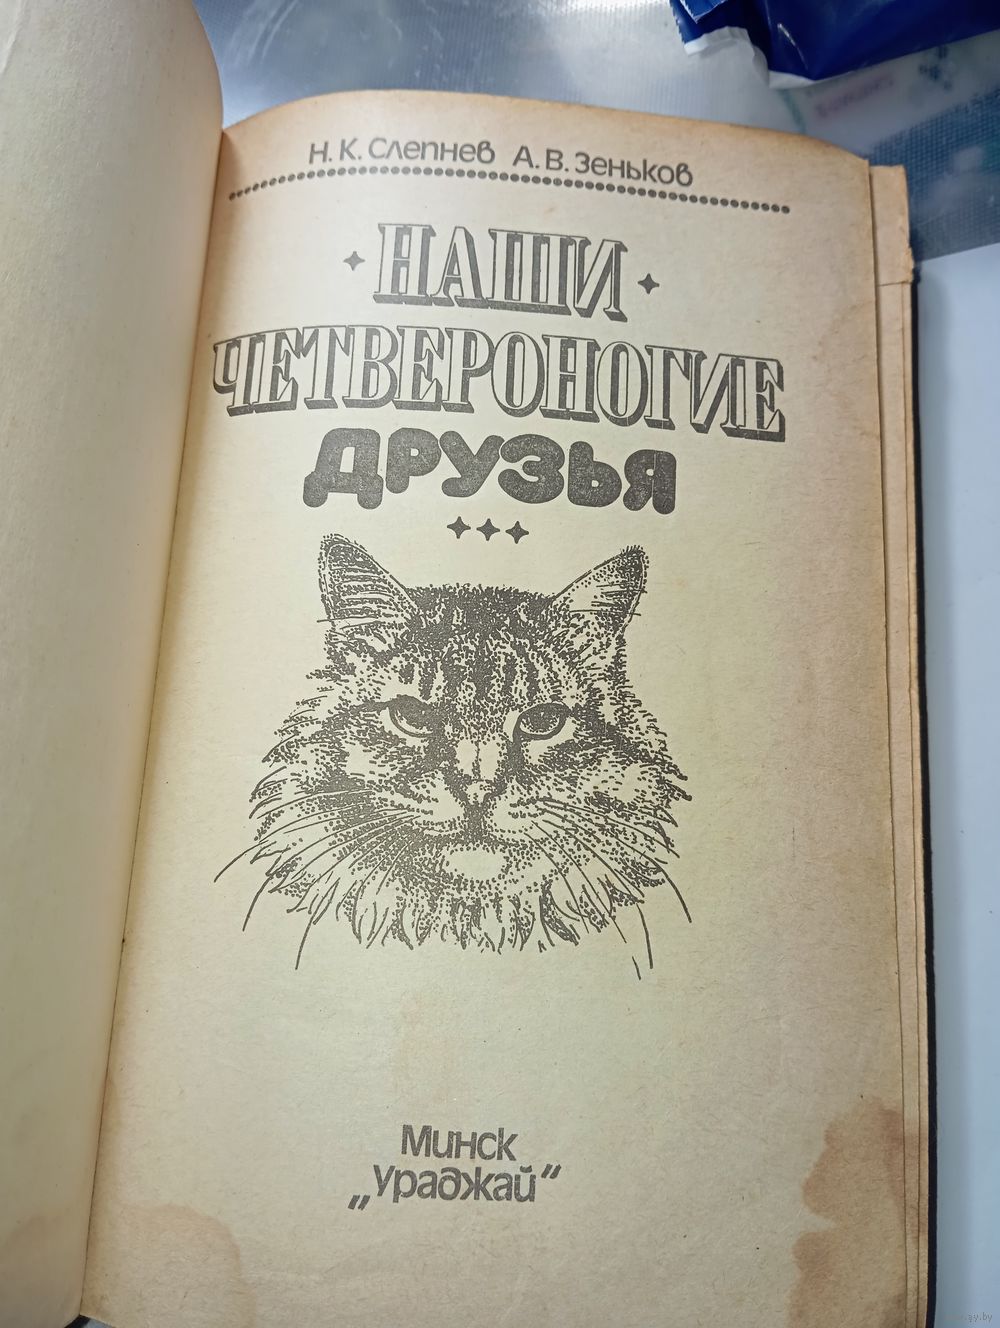 Н. К. Слепнев А. В. Зеньков
НАШИ
ЧЕТВЕРОНОГИЕ
ДРУЗЬЯ
Минск
„Ураджай“